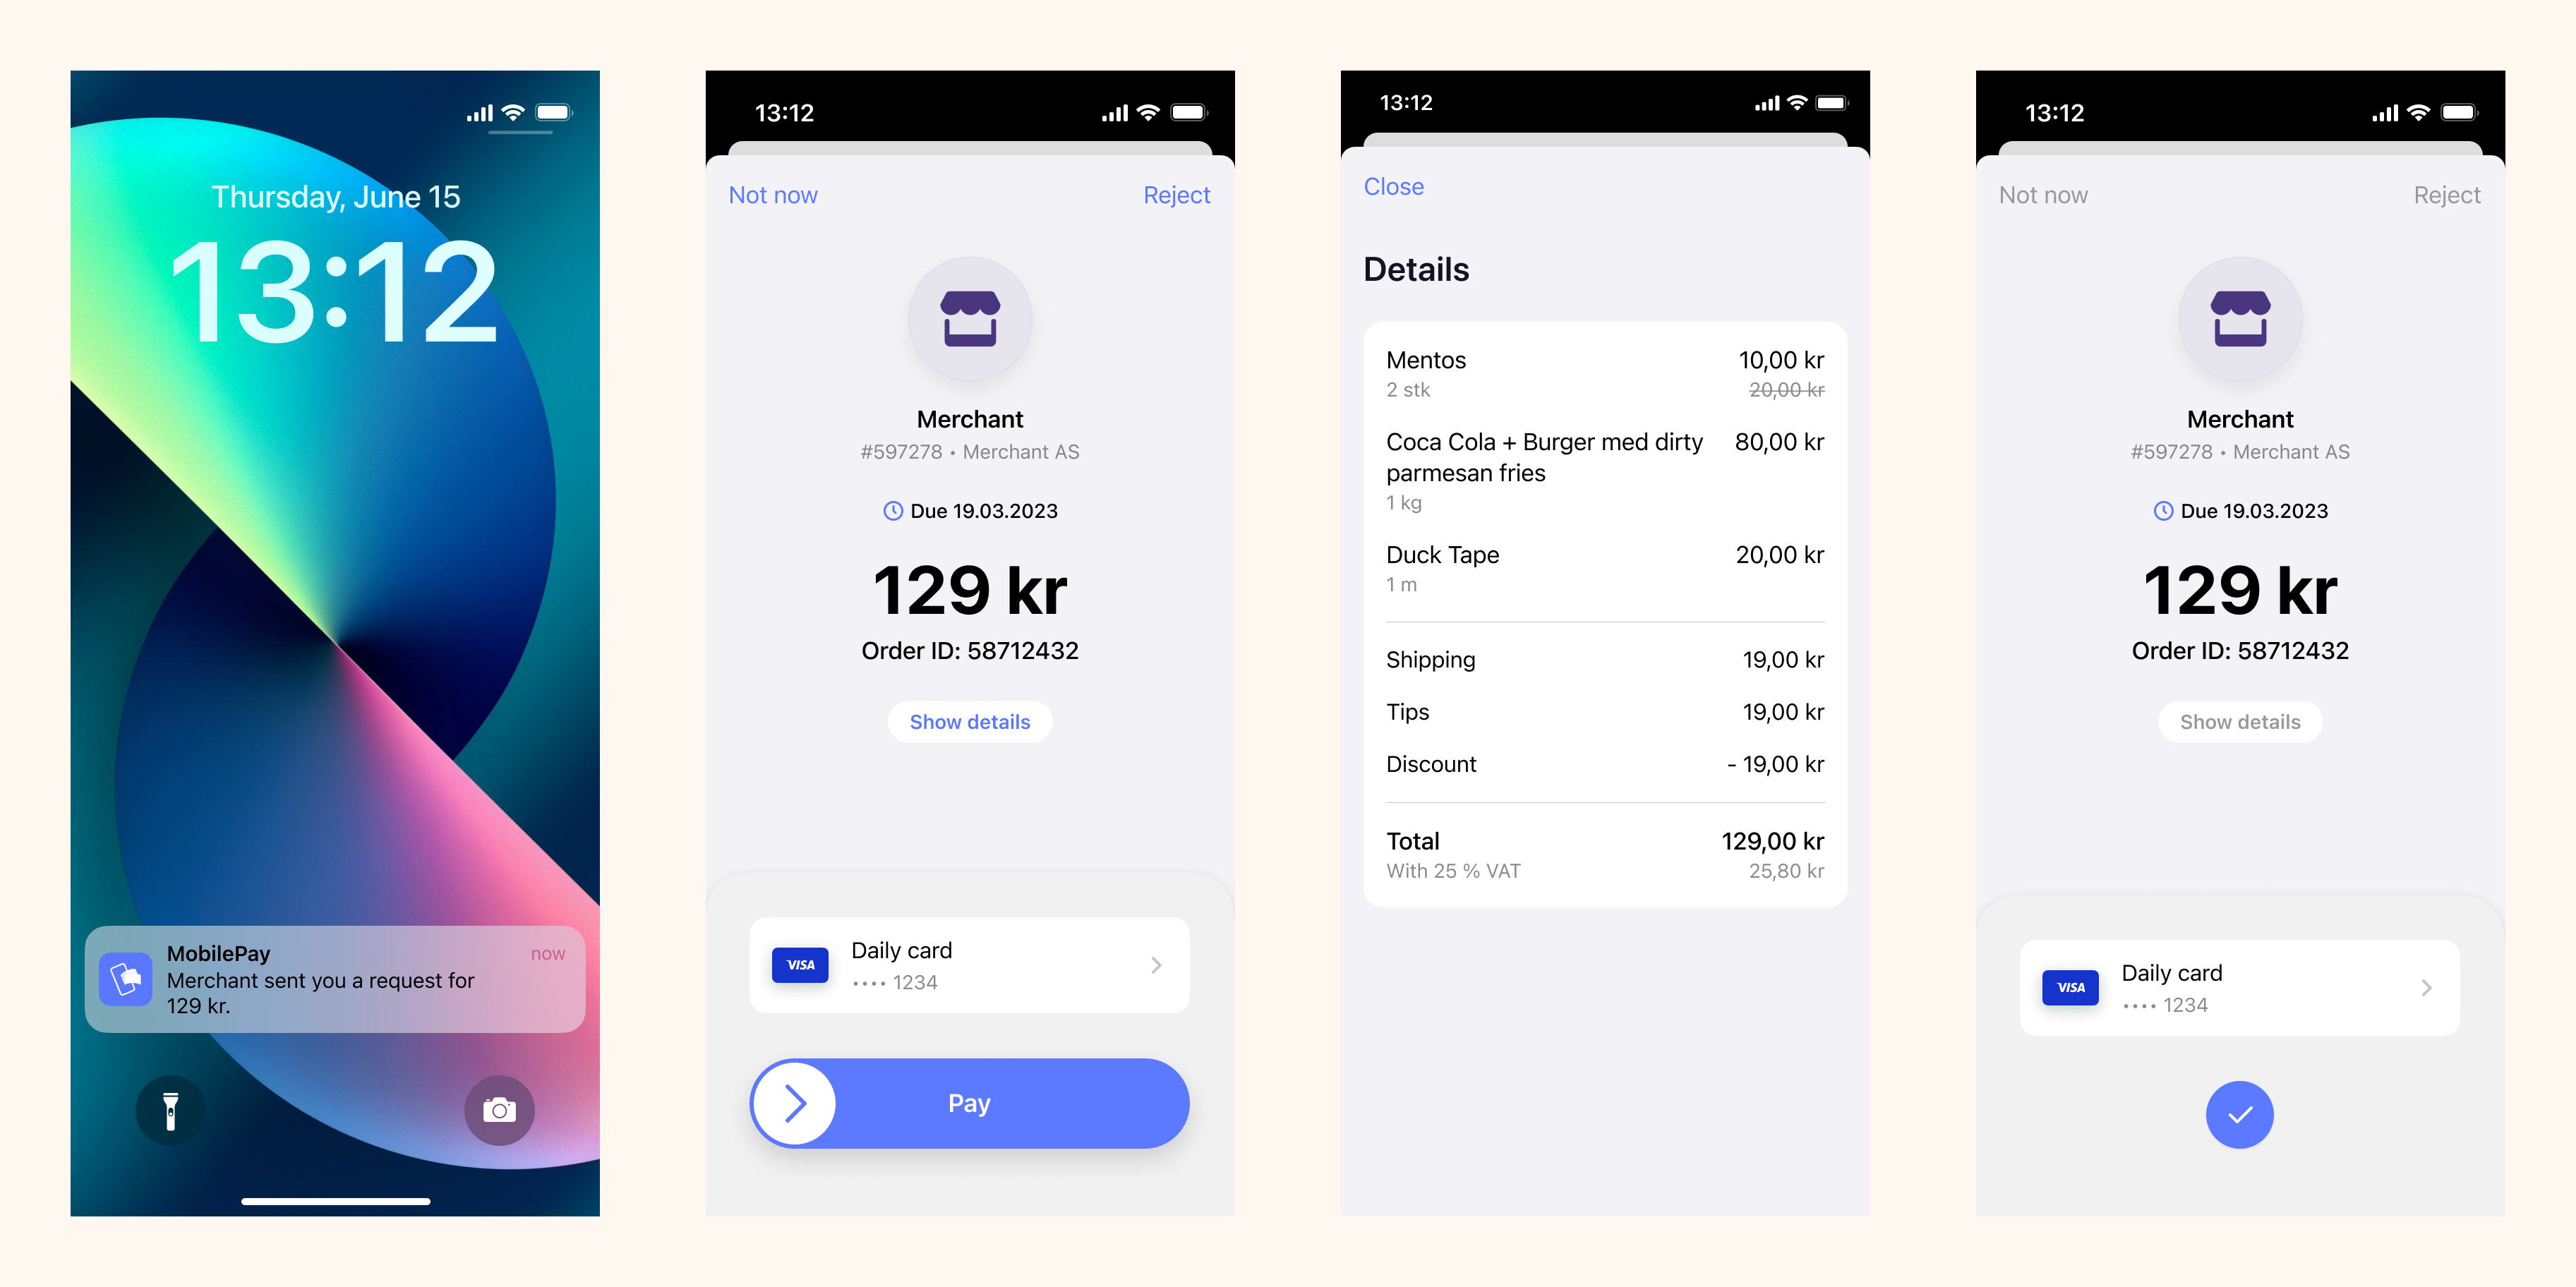 Thursday, June 15
13:12
MobilePay
now
Merchant sent you a request for
129 kr.
13:12
Not now
Reject
Merchant
#597278 • Merchant AS
Due 19.03.2023
129 kr
Order ID: 58712432
Show details
VISA
Daily card
•••• 1234
Pay
13:12
Close
Details
Mentos 10,00 kr
2 stk 20,00 kr
Coca Cola + Burger med dirty 80,00 kr
parmesan fries
1 kg
Duck Tape 20,00 kr
1 m
Shipping 19,00 kr
Tips 19,00 kr
Discount - 19,00 kr
Total 129,00 kr
With 25 % VAT 25,80 kr
13:12
Not now
Reject
Merchant
#597278 • Merchant AS
Due 19.03.2023
129 kr
Order ID: 58712432
Show details
VISA
Daily card
•••• 1234